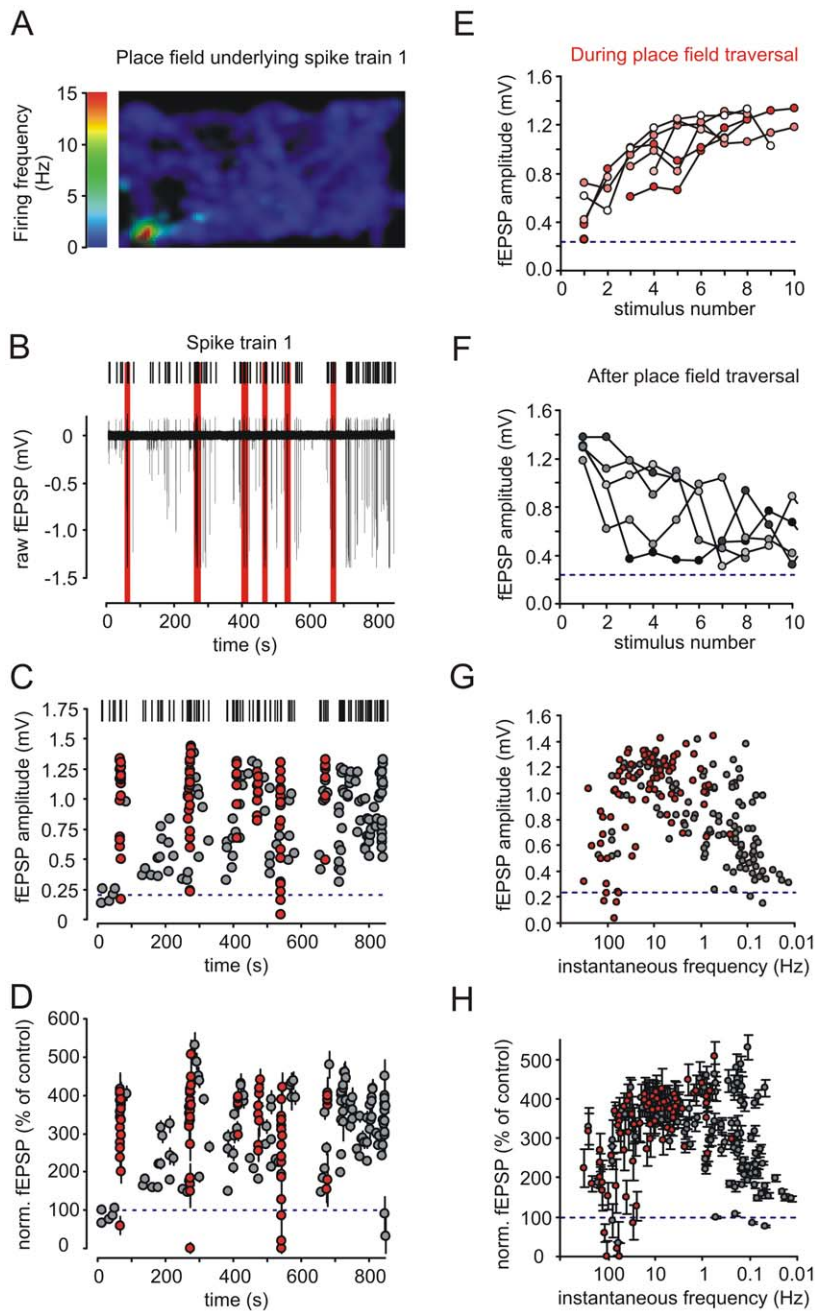 A
Place field underlying spike train 1
Firing frequency
(Hz)
15
10
5
0
B
Spike train 1
raw fEPSP (mV)
0
-0.5
-1.0
-1.5
0 200 400 600 800
time (s)
C
fEPSP amplitude (mV)
1.75
1.5
1.25
1.0
0.75
0.5
0.25
0
0 200 400 600 800
time (s)
D
norm. fEPSP (% of control)
600
500
400
300
200
100
0
0 200 400 600 800
time (s)
E
During place field traversal
fEPSP amplitude (mV)
1.6
1.2
0.8
0.4
0.0
0 2 4 6 8 10
stimulus number
F
After place field traversal
fEPSP amplitude (mV)
1.6
1.2
0.8
0.4
0.0
0 2 4 6 8 10
stimulus number
G
fEPSP amplitude (mV)
1.6
1.4
1.2
1.0
0.8
0.6
0.4
0.2
0.0
100 10 1 0.1 0.01
instantaneous frequency (Hz)
H
norm. fEPSP (% of control)
500
400
300
200
100
0
100 10 1 0.1 0.01
instantaneous frequency (Hz)